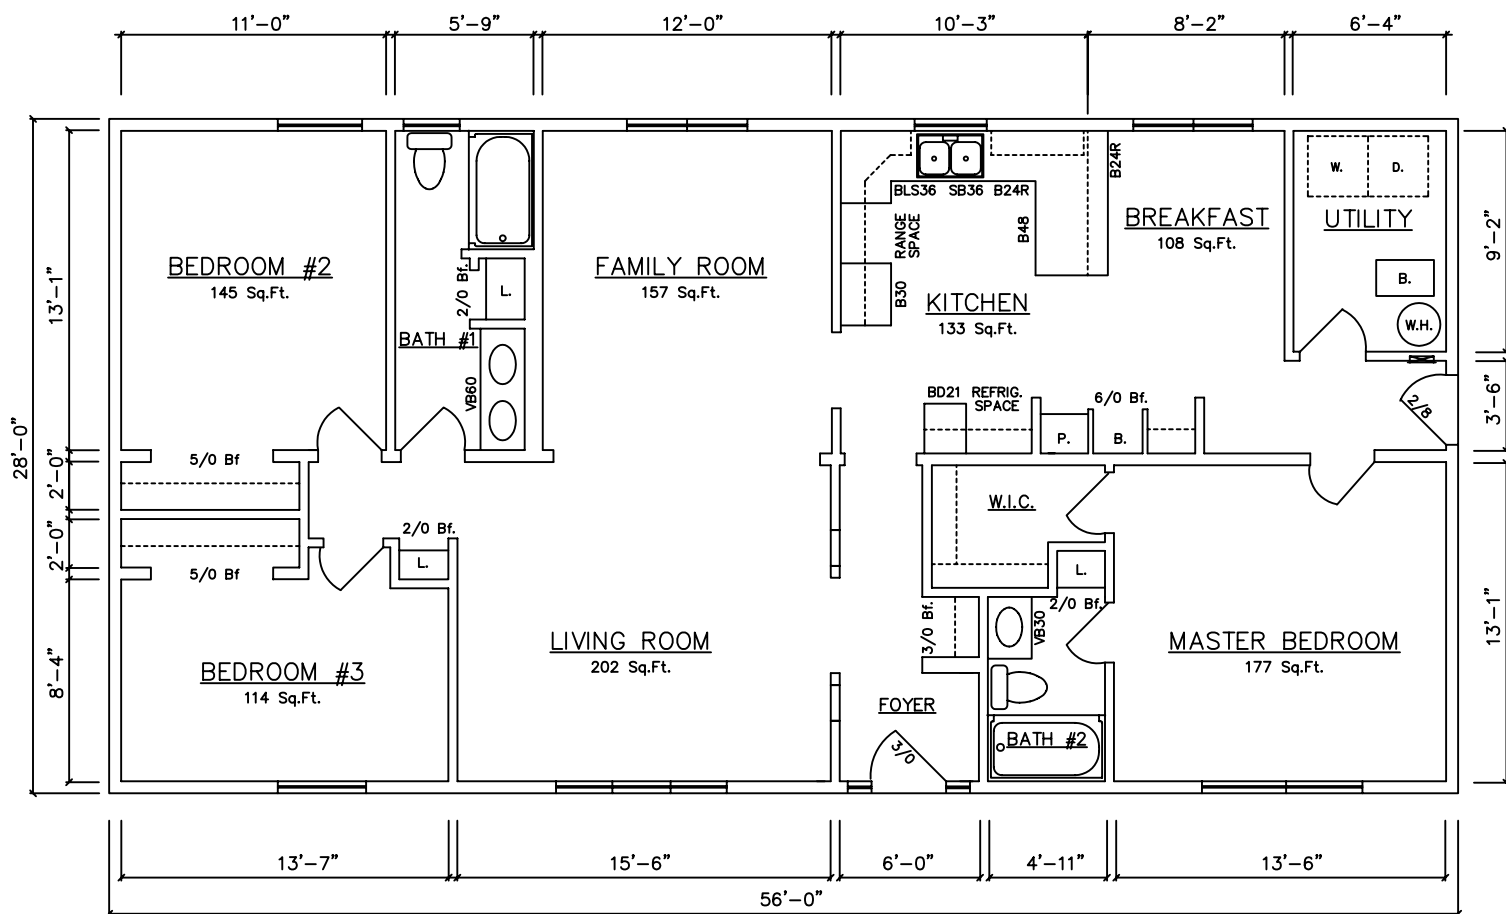 11'-0" 5'-9" 12'-0" 10'-3" 8'-2" 6'-4"
28'-0"
13'-1"
2'-0"
2'-0"
8'-4"
BEDROOM #2
145 Sq.Ft.
5/0 Bf
5/0 Bf
BEDROOM #3
114 Sq.Ft.
2/0 Bf.
L.
BATH #1
VB60
2/0 Bf.
L.
FAMILY ROOM
157 Sq.Ft.
LIVING ROOM
202 Sq.Ft.
BLS36 SB36 B24R
B24R
RANGE
SPACE
B48
B30
KITCHEN
133 Sq.Ft.
BD21 REFRIG.
SPACE
P.
6/0 Bf.
B.
BREAKFAST
108 Sq.Ft.
W. D.
UTILITY
B.
W.H.
2/8
W.I.C.
L.
2/0 Bf.
VB30
3/0 Bf.
FOYER
3/0
BATH #2
MASTER BEDROOM
177 Sq.Ft.
9'-2"
3'-6"
13'-1"
13'-7" 15'-6" 6'-0" 4'-11" 13'-6"
56'-0"